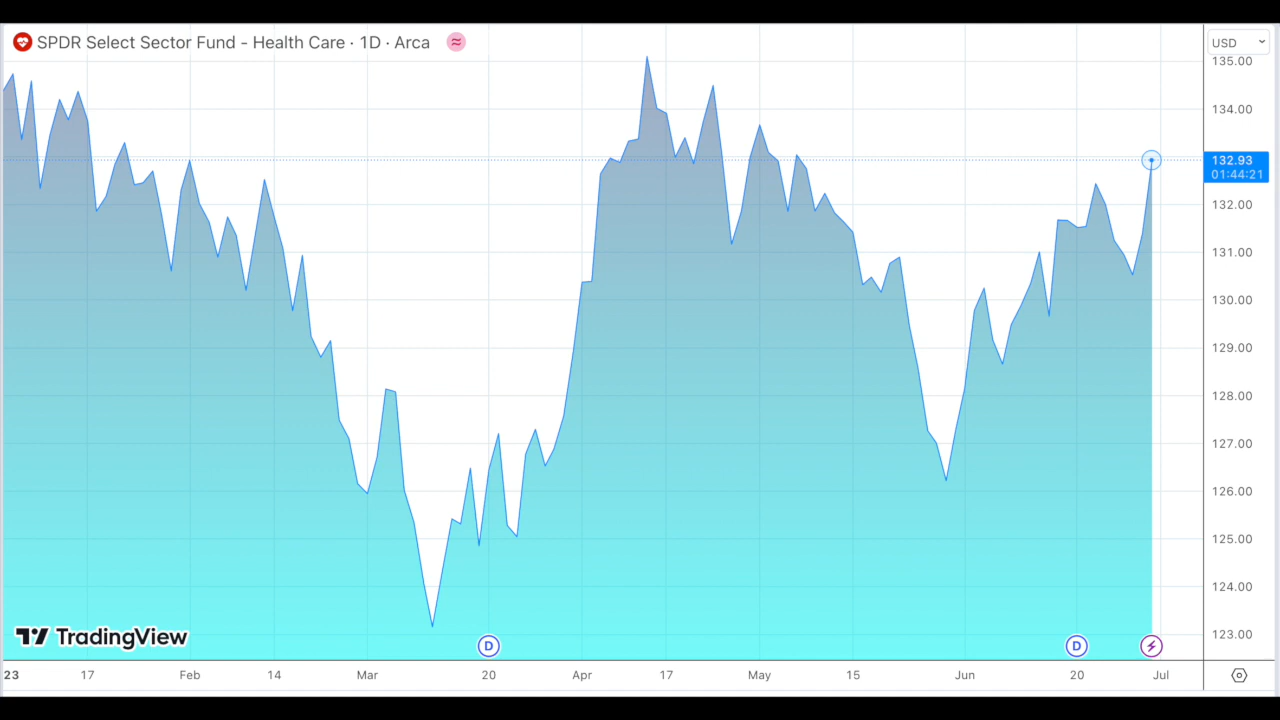 SPDR Select Sector Fund - Health Care · 1D · Arca ≈
USD
135.00
134.00
132.93
01:44:21
132.00
131.00
130.00
129.00
128.00
127.00
126.00
125.00
124.00
123.00
TradingView
D
D
23 17 Feb 14 Mar 20 Apr 17 May 15 Jun 20 Jul